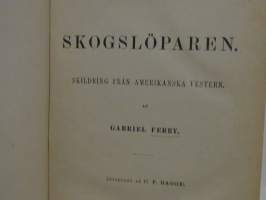 SKOGSLÖPAREN.
SKILDRING FRÅN AMERIKANSKA VESTERN,
AF
GABRIEL FERRY.